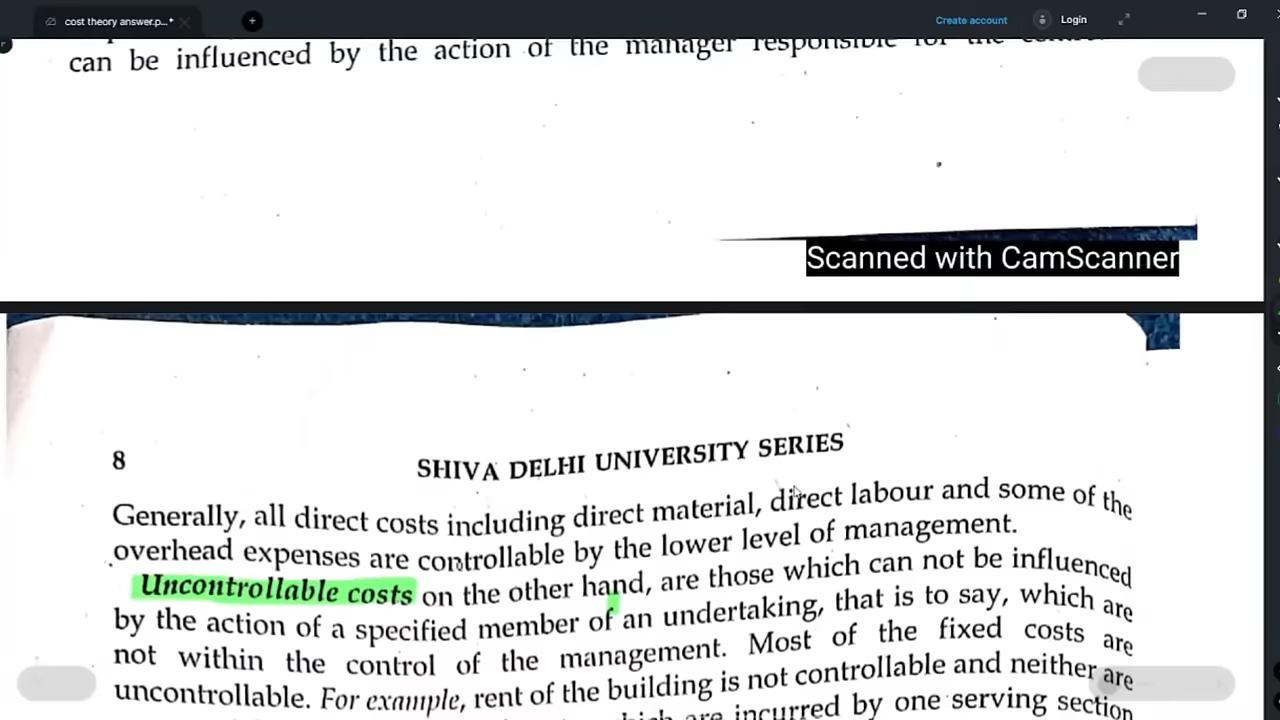 cost theory answer.p...*
Create account
Login
can be influenced by the action of the manager responsible for the
Scanned with CamScanner
8
SHIVA DELHI UNIVERSITY SERIES
Generally, all direct costs including direct material, direct labour and some of the
overhead expenses are controllable by the lower level of management.
Uncontrollable costs on the other hand, are those which can not be influenced
by the action of a specified member of an undertaking, that is to say, which are
not within the control of the management. Most of the fixed costs are
uncontrollable. For example, rent of the building is not controllable and neither are
which are incurred by one serving section